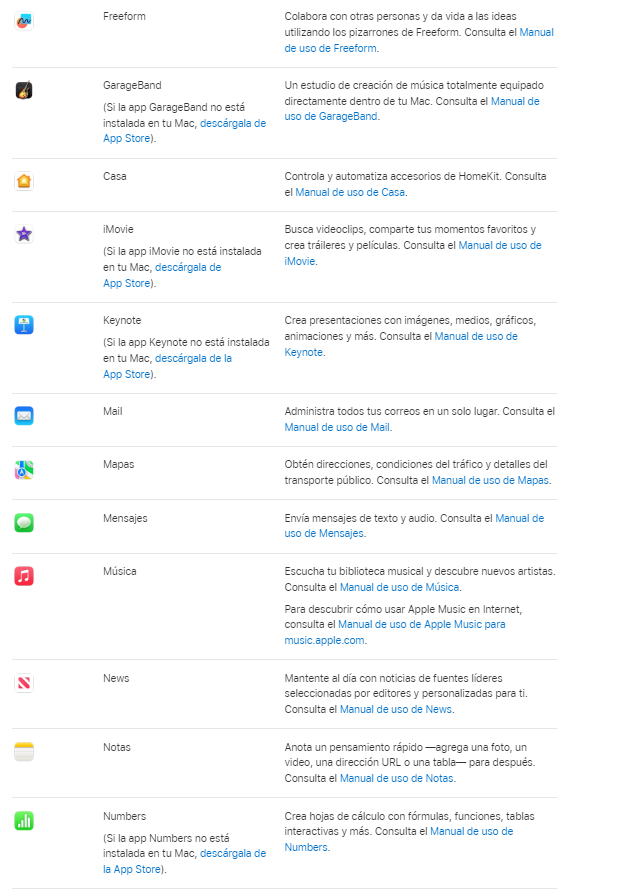 Freeform
Colabora con otras personas y da vida a las ideas
utilizando los pizarrones de Freeform. Consulta el Manual
de uso de Freeform.
GarageBand
(Si la app GarageBand no está
instalada en tu Mac, descárgala de
App Store).
Un estudio de creación de música totalmente equipado
directamente dentro de tu Mac. Consulta el Manual de
uso de GarageBand.
Casa
Controla y automatiza accesorios de HomeKit. Consulta
el Manual de uso de Casa.
iMovie
(Si la app iMovie no está instalada
en tu Mac, descárgala de
App Store).
Busca videoclips, comparte tus momentos favoritos y
crea tráileres y películas. Consulta el Manual de uso de
iMovie.
Keynote
(Si la app Keynote no está instalada
en tu Mac, descárgala de la
App Store).
Crea presentaciones con imágenes, medios, gráficos,
animaciones y más. Consulta el Manual de uso de
Keynote.
Mail
Administra todos tus correos en un solo lugar. Consulta el
Manual de uso de Mail.
Mapas
Obtén direcciones, condiciones del tráfico y detalles del
transporte público. Consulta el Manual de uso de Mapas.
Mensajes
Envía mensajes de texto y audio. Consulta el Manual de
uso de Mensajes.
Música
Escucha tu biblioteca musical y descubre nuevos artistas.
Consulta el Manual de uso de Música.
Para descubrir cómo usar Apple Music en Internet,
consulta el Manual de uso de Apple Music para
music.apple.com.
News
Mantente al día con noticias de fuentes líderes
seleccionadas por editores y personalizadas para ti.
Consulta el Manual de uso de News.
Notas
Anota un pensamiento rápido —agrega una foto, un
video, una dirección URL o una tabla— para después.
Consulta el Manual de uso de Notas.
Numbers
(Si la app Numbers no está
instalada en tu Mac, descárgala de
la App Store).
Crea hojas de cálculo con fórmulas, funciones, tablas
interactivas y más. Consulta el Manual de uso de
Numbers.